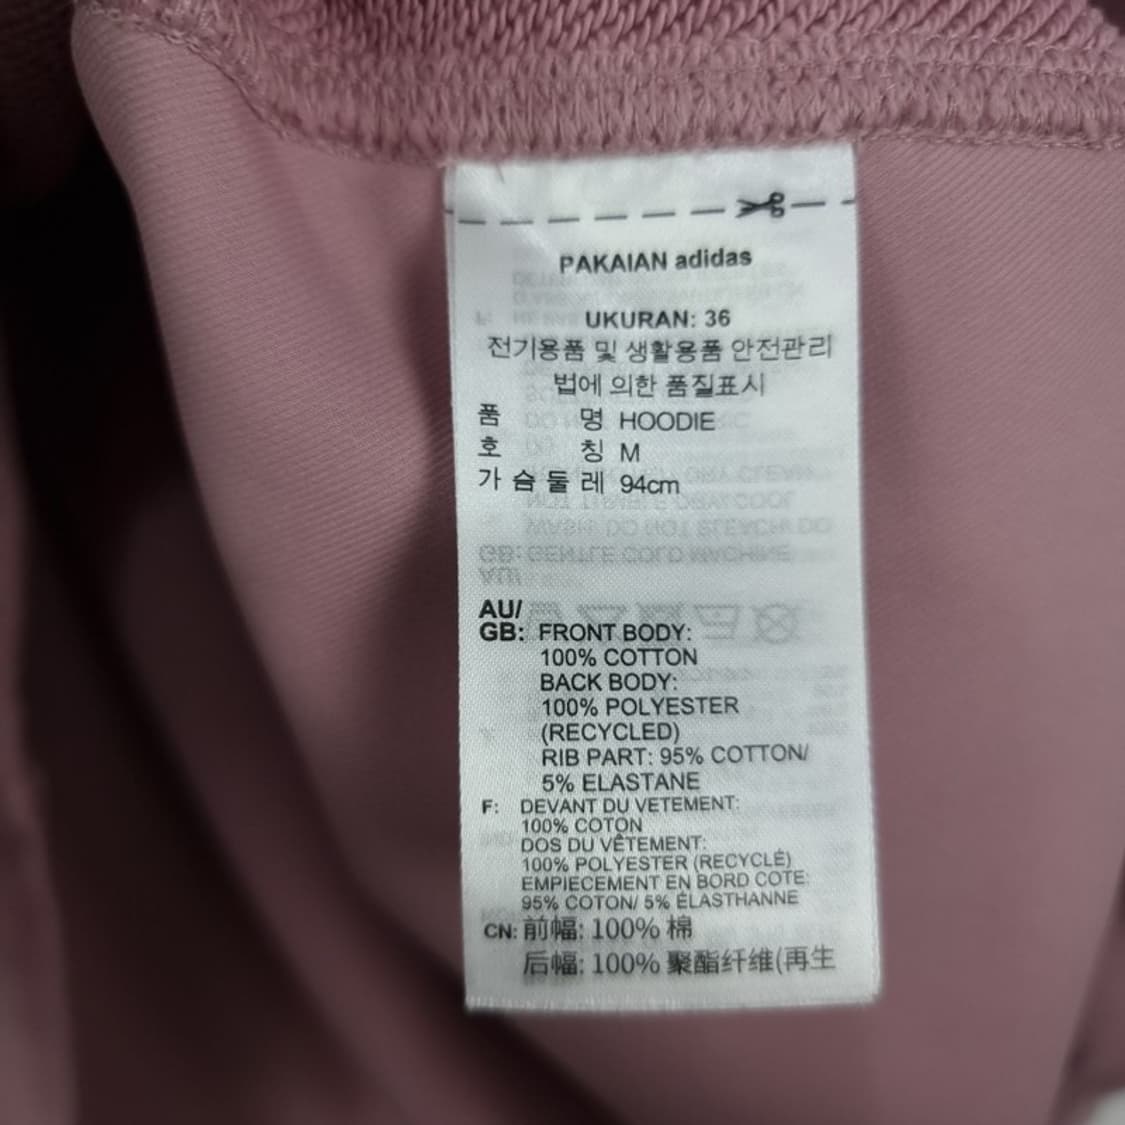 PAKAIAN adidas
UKURAN: 36
전기용품 및 생활용품 안전관리
법에 의한 품질표시
품 명 HOODIE
호 칭 M
가 슴 둘 레 94cm
AU/
GB: FRONT BODY:
100% COTTON
BACK BODY:
100% POLYESTER
(RECYCLED)
RIB PART: 95% COTTON/
5% ELASTANE
F: DEVANT DU VETEMENT:
100% COTON
DOS DU VÊTEMENT:
100% POLYESTER (RECYCLÉ)
EMPIECEMENT EN BORD COTE:
95% COTON/ 5% ÉLASTHANNE
CN: 前幅: 100% 棉
后幅: 100% 聚酯纤维(再生